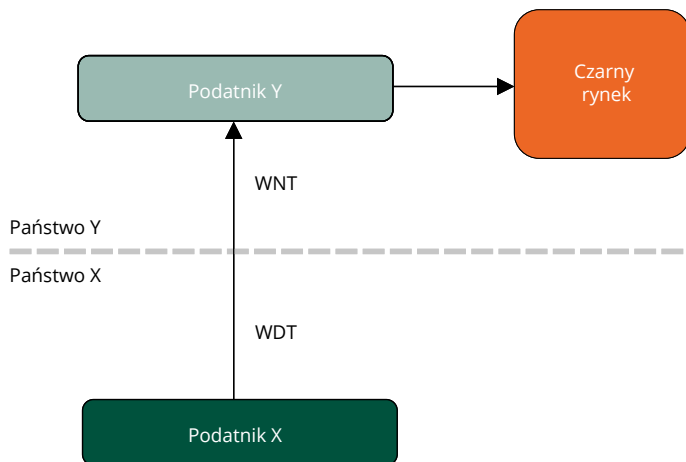 Czarny
rynek
Podatnik Y
WNT
Państwo Y
Państwo X
WDT
Podatnik X